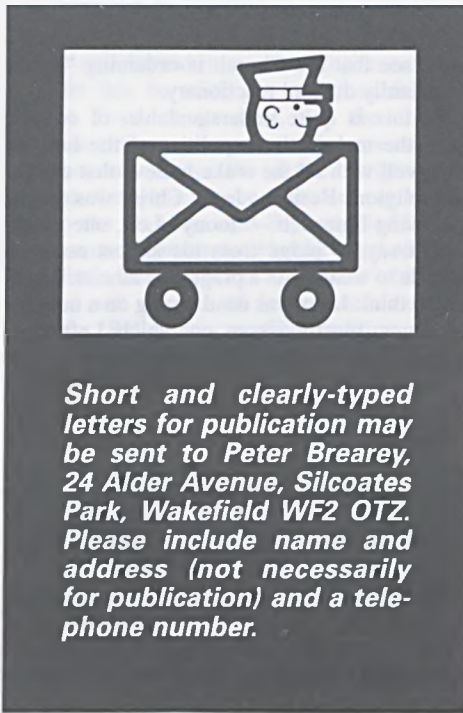 Short and clearly-typed
letters for publication may
be sent to Peter Brearey,
24 Alder Avenue, Silcoates
Park, Wakefield WF2 OTZ.
Please include name and
address (not necessarily
for publication) and a tele-
phone number.